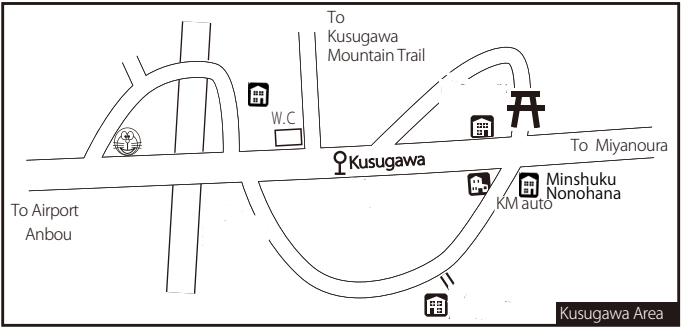 To
Kusugawa
Mountain Trail
W.C
Kusugawa
To Miyanoura
Minshuku
Nonohana
KM auto
To Airport
Anbou
Kusugawa Area